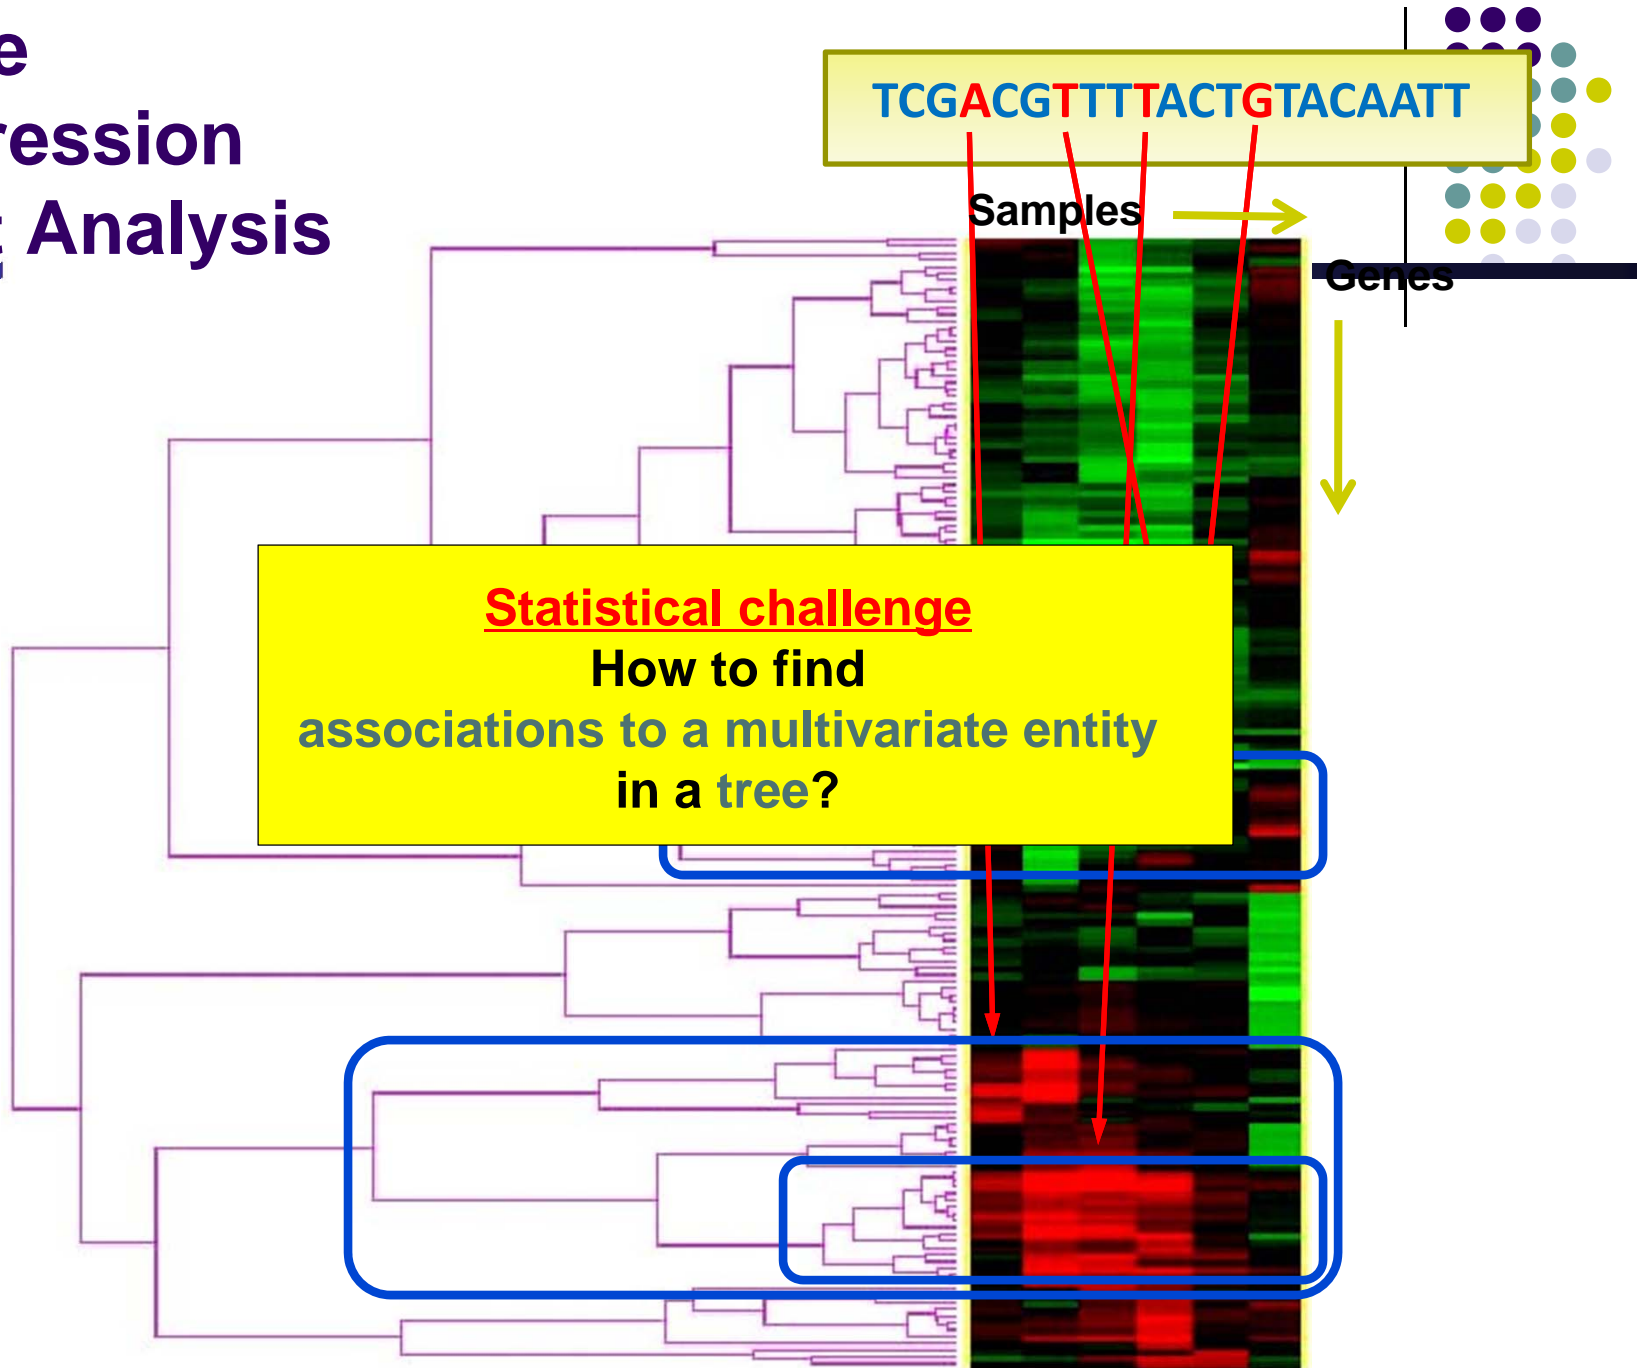 e
ression
t Analysis
TCGACGTTTTACTGTACAATT
Samples
Genes
Statistical challenge
How to find
associations to a multivariate entity
in a tree?